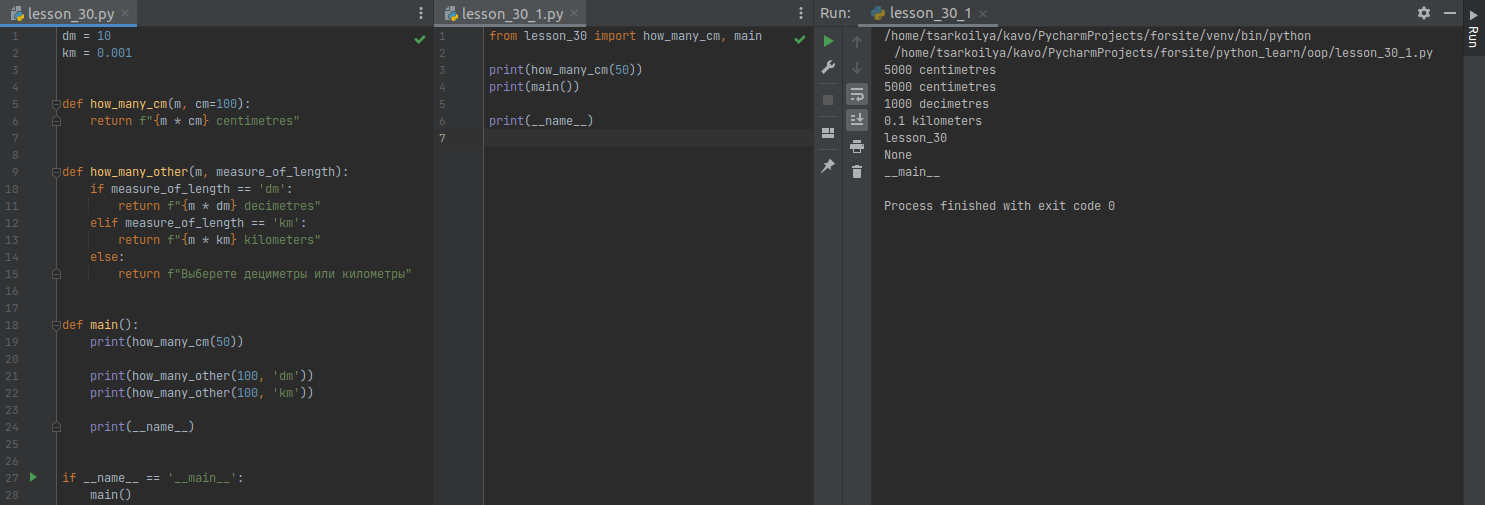 lesson_30.py
1 dm = 10
2 km = 0.001
3
4
5 def how_many_cm(m, cm=100):
6     return f"{m * cm} centimetres"
7
8
9 def how_many_other(m, measure_of_length):
10     if measure_of_length == 'dm':
11         return f"{m * dm} decimetres"
12     elif measure_of_length == 'km':
13         return f"{m * km} kilometers"
14     else:
15         return f"Выберете дециметры или километры"
16
17
18 def main():
19     print(how_many_cm(50))
20
21     print(how_many_other(100, 'dm'))
22     print(how_many_other(100, 'km'))
23
24     print(__name__)
25
26
27 if __name__ == '__main__':
28     main()
lesson_30_1.py
1 from lesson_30 import how_many_cm, main
2
3 print(how_many_cm(50))
4 print(main())
5
6 print(__name__)
7
Run: lesson_30_1
/home/tsarkoilya/kavo/PycharmProjects/forsite/venv/bin/python
/home/tsarkoilya/kavo/PycharmProjects/forsite/python_learn/oop/lesson_30_1.py
5000 centimetres
5000 centimetres
1000 decimetres
0.1 kilometers
lesson_30
None
__main__
Process finished with exit code 0
Run